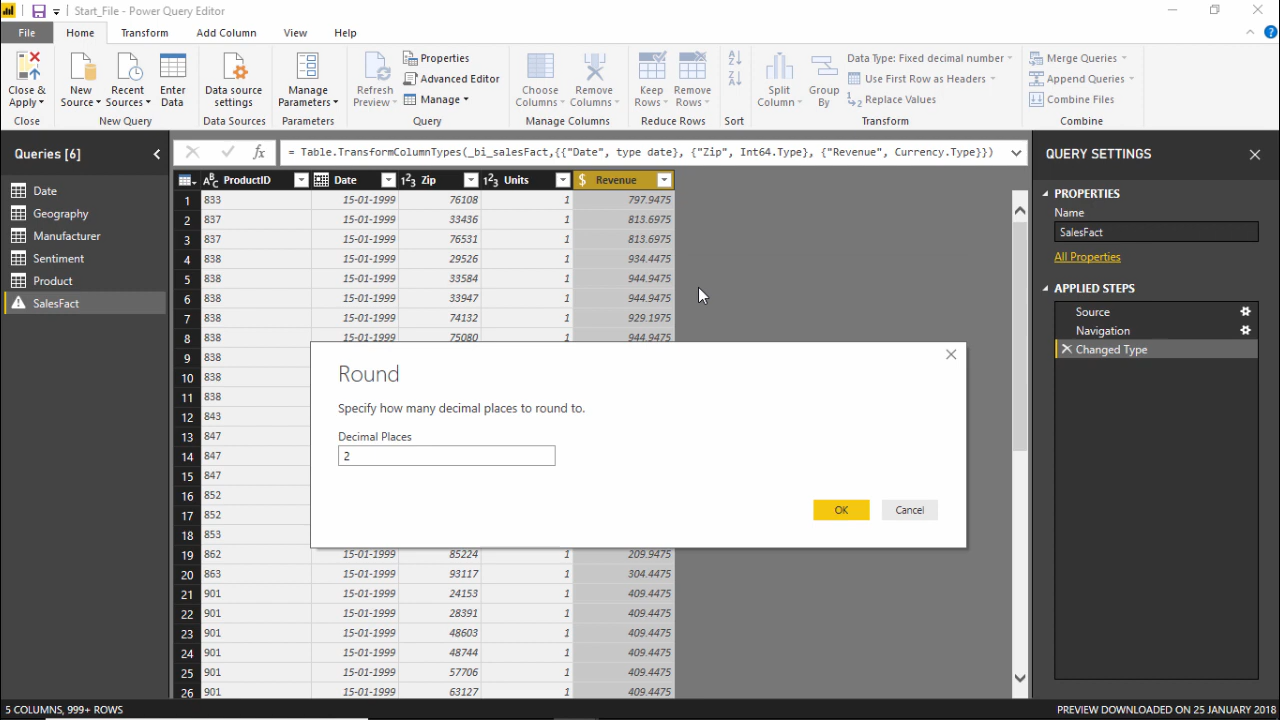 Start_File - Power Query Editor
File Home Transform Add Column View Help
Close & Apply
New Source
Recent Sources
Enter Data
Data source settings
Manage Parameters
Refresh Preview
Properties
Advanced Editor
Manage
Choose Columns
Remove Columns
Keep Rows
Remove Rows
Split Column
Group By
Data Type: Fixed decimal number
Use First Row as Headers
Replace Values
Merge Queries
Append Queries
Combine Files
Close
New Query
Data Sources
Parameters
Query
Manage Columns
Reduce Rows
Sort
Transform
Combine
Queries [6]
Date
Geography
Manufacturer
Sentiment
Product
SalesFact
fx
= Table.TransformColumnTypes(_bi_salesFact,{{"Date", type date}, {"Zip", Int64.Type}, {"Revenue", Currency.Type}})
ProductID Date Zip Units Revenue
1 833 15-01-1999 76108 1 797.9475
2 837 15-01-1999 33436 1 813.6975
3 837 15-01-1999 76531 1 813.6975
4 838 15-01-1999 29526 1 934.4475
5 838 15-01-1999 33584 1 944.9475
6 838 15-01-1999 33947 1 944.9475
7 838 15-01-1999 74132 1 929.1975
8 838 15-01-1999 75080 1 944.9475
9 838
10 838
11 838
12 843
13 847
14 847
15 847
16 852
17 852
18 853
19 862 15-01-1999 85224 1 209.9475
20 863 15-01-1999 93117 1 304.4475
21 901 15-01-1999 24153 1 409.4475
22 901 15-01-1999 28391 1 409.4475
23 901 15-01-1999 48603 1 409.4475
24 901 15-01-1999 48744 1 409.4475
25 901 15-01-1999 57706 1 409.4475
26 901 15-01-1999 63127 1 409.4475
Round
Specify how many decimal places to round to.
Decimal Places
2
OK Cancel
QUERY SETTINGS
PROPERTIES
Name
SalesFact
All Properties
APPLIED STEPS
Source
Navigation
Changed Type
5 COLUMNS, 999+ ROWS
PREVIEW DOWNLOADED ON 25 JANUARY 2018